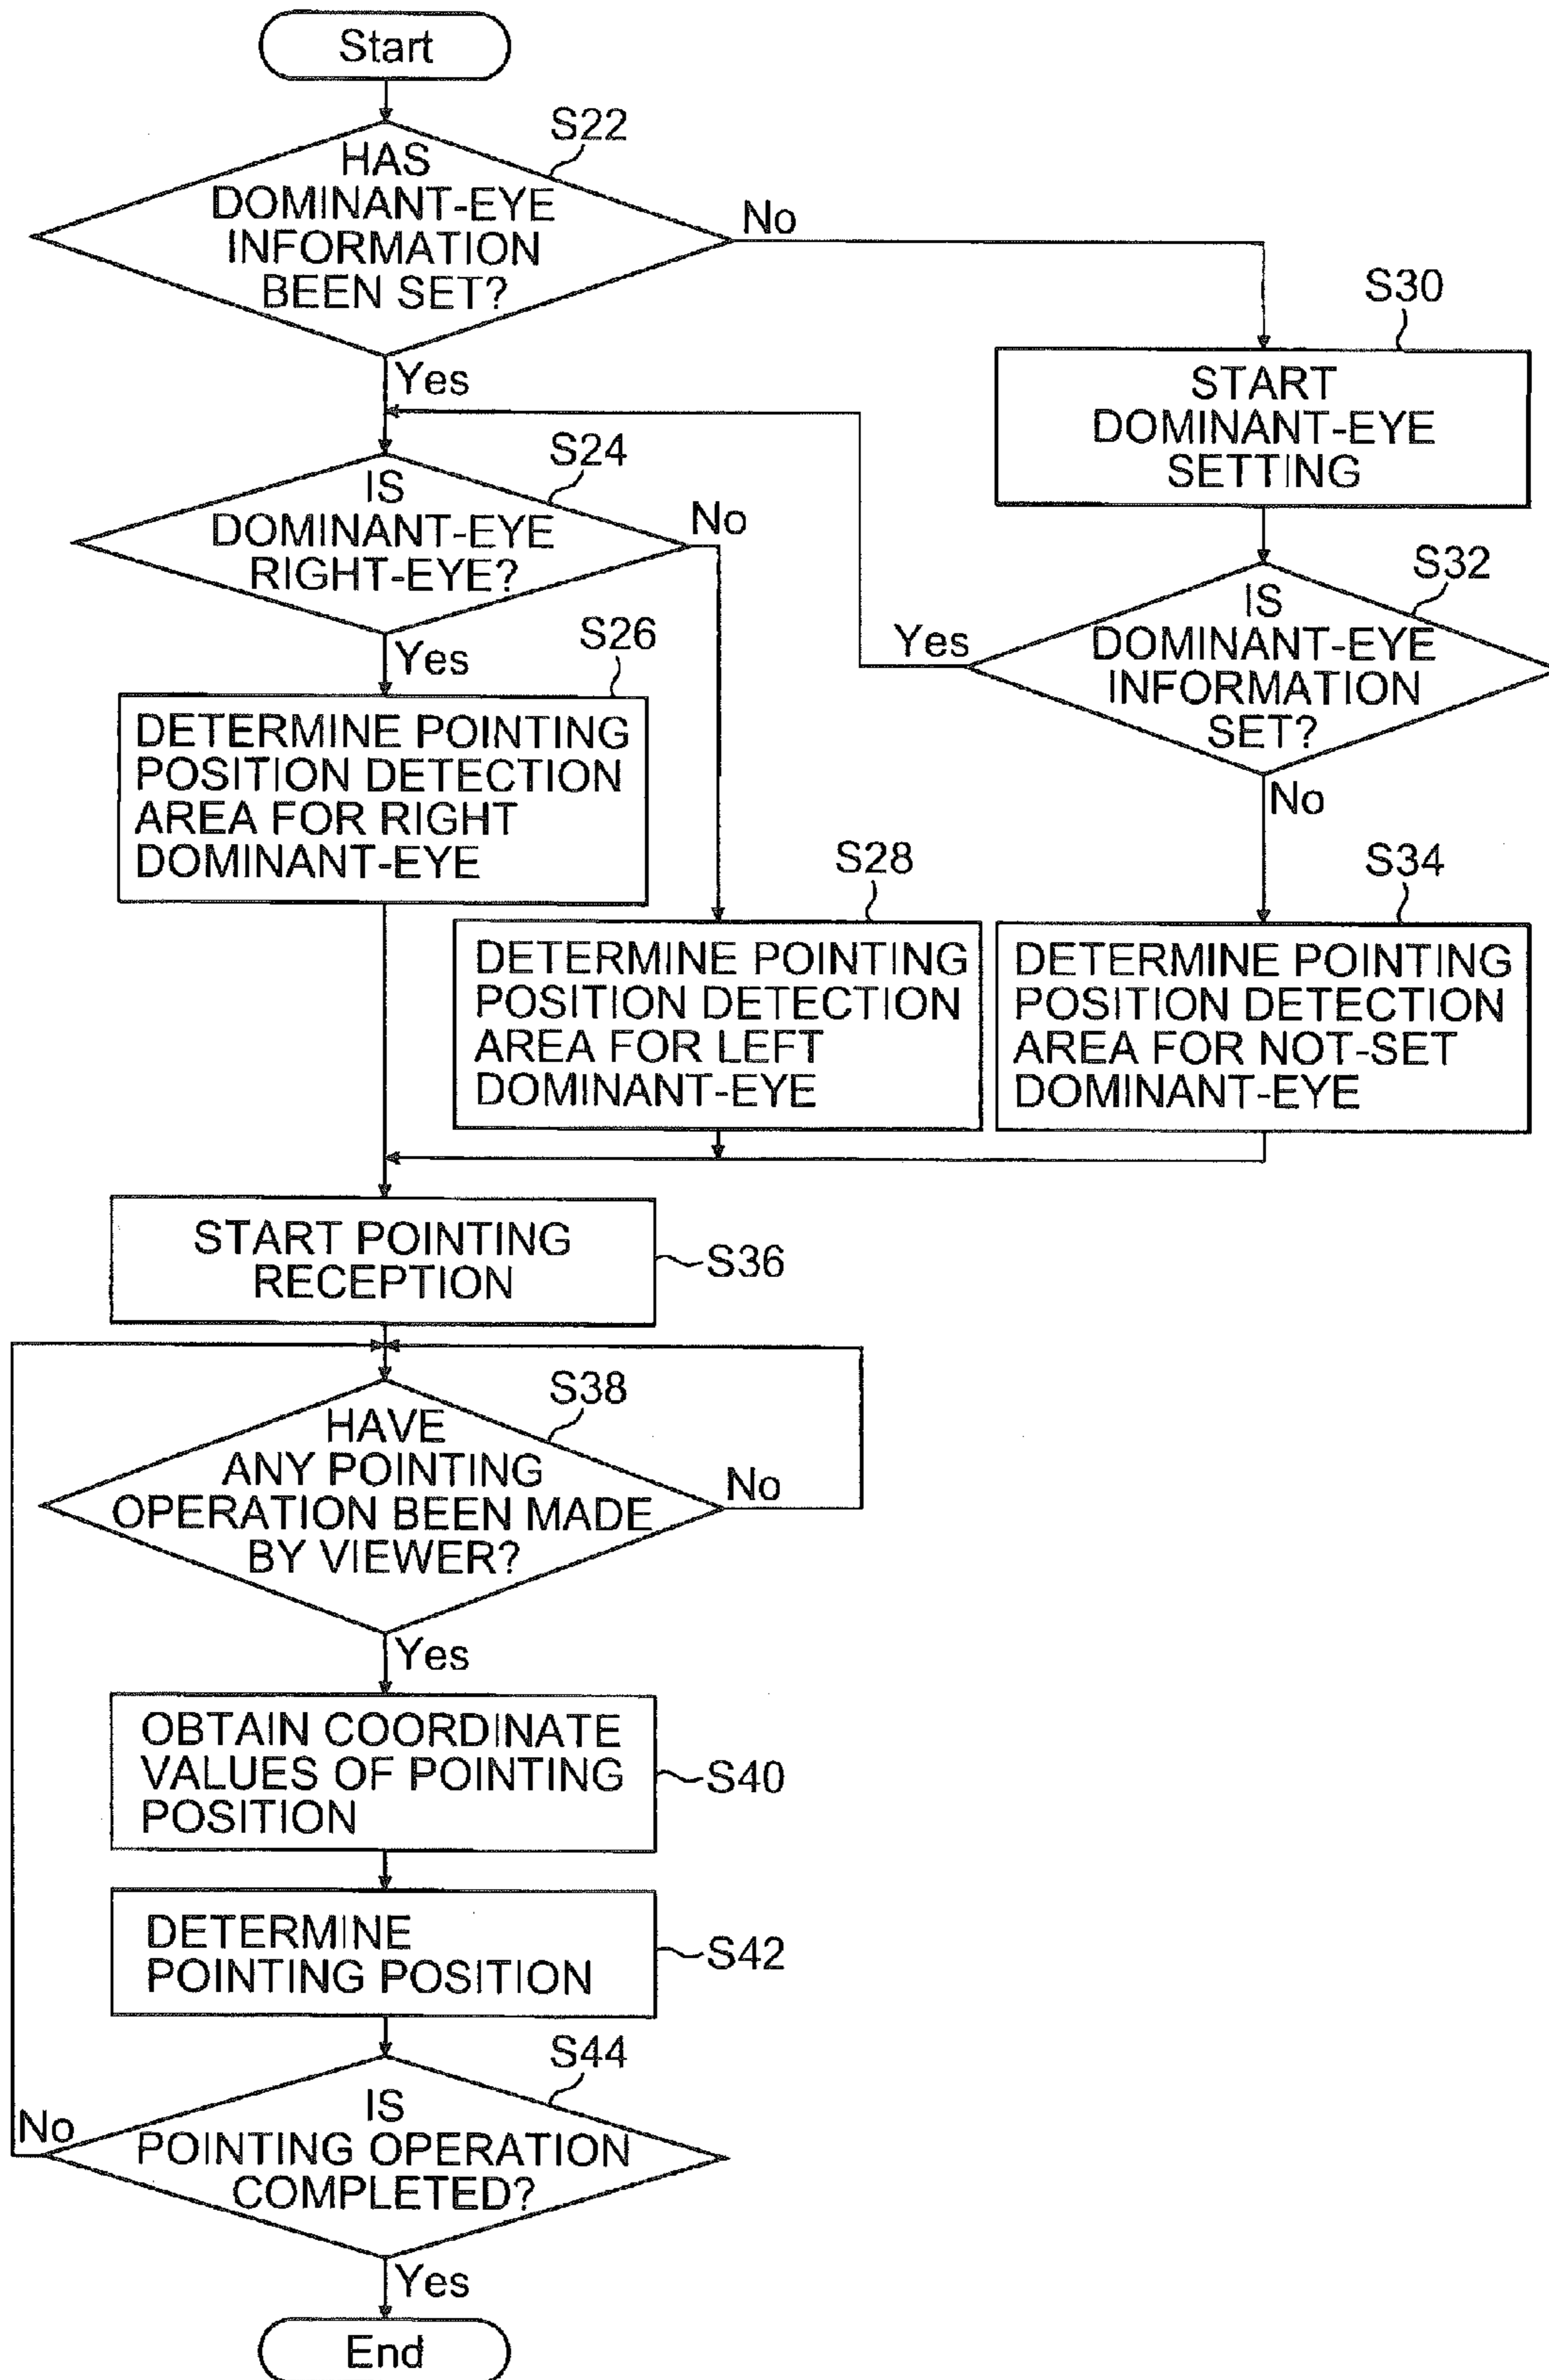 Start
S22
HAS
DOMINANT-EYE
INFORMATION
BEEN SET?
No
Yes
S30
START
DOMINANT-EYE
SETTING
S24
IS
DOMINANT-EYE
RIGHT-EYE?
No
Yes
S32
IS
DOMINANT-EYE
INFORMATION
SET?
Yes
No
S26
DETERMINE POINTING
POSITION DETECTION
AREA FOR RIGHT
DOMINANT-EYE
S28
DETERMINE POINTING
POSITION DETECTION
AREA FOR LEFT
DOMINANT-EYE
S34
DETERMINE POINTING
POSITION DETECTION
AREA FOR NOT-SET
DOMINANT-EYE
START POINTING
RECEPTION
S36
S38
HAVE
ANY POINTING
OPERATION BEEN MADE
BY VIEWER?
No
Yes
OBTAIN COORDINATE
VALUES OF POINTING
POSITION
S40
DETERMINE
POINTING POSITION
S42
S44
IS
POINTING OPERATION
COMPLETED?
No
Yes
End